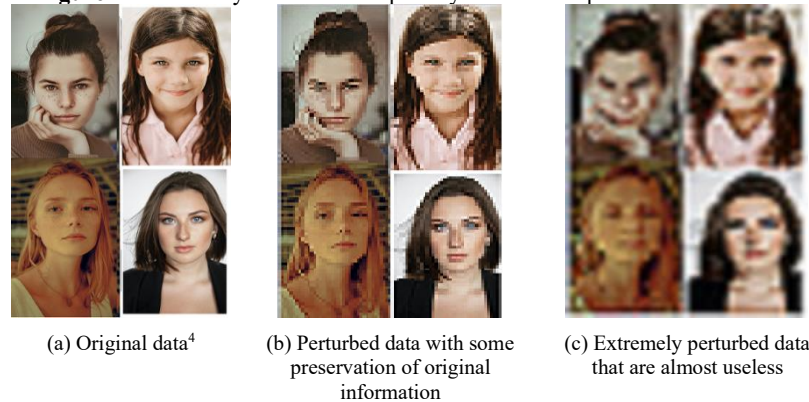 (a) Original data4
(b) Perturbed data with some
preservation of original
information
(c) Extremely perturbed data
that are almost useless